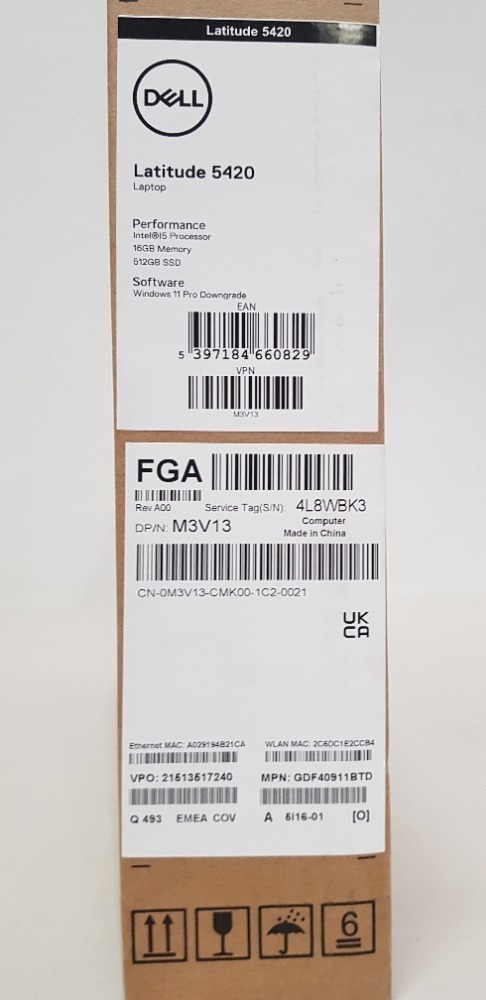 Latitude 5420
DELL
Latitude 5420
Laptop
Performance
Intel®I5 Processor
16GB Memory
512GB SSD
Software
Windows 11 Pro Downgrade
EAN
5 397184 660829
VPN
M3V13
FGA
Rev A00 Service Tag(S/N): 4L8WBK3
DP/N: M3V13 Computer
Made in China
CN-0M3V13-CMK00-1C2-0021
UK
CA
Ethernet MAC: A029194B21CA WLAN MAC: 2C6DC1E2CCB4
VPO: 21513517240 MPN: GDF40911BTD
Q 493 EMEA COV A 5I16-01 [O]
6